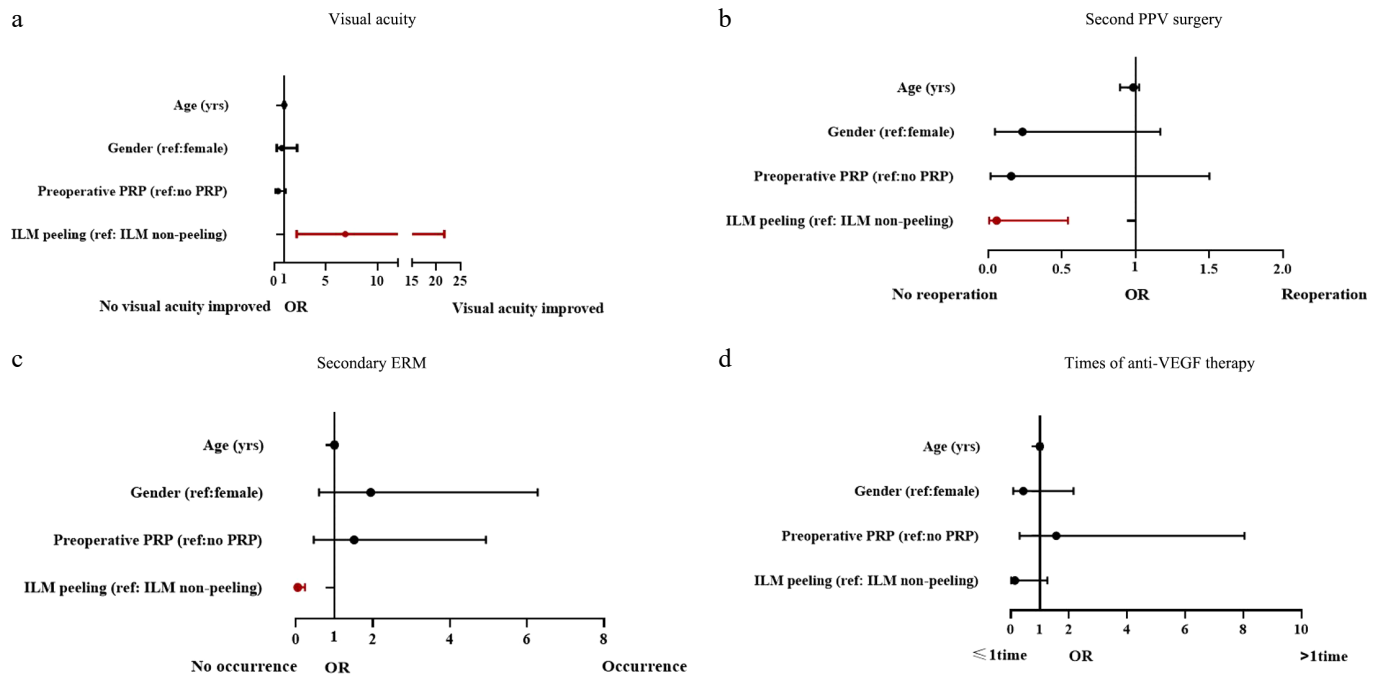 a
Visual acuity
Age (yrs)
Gender (ref:female)
Preoperative PRP (ref:no PRP)
ILM peeling (ref: ILM non-peeling)
0 1 5 10 15 20 25
No visual acuity improved OR Visual acuity improved
b
Second PPV surgery
Age (yrs)
Gender (ref:female)
Preoperative PRP (ref:no PRP)
ILM peeling (ref: ILM non-peeling)
0.0 0.5 1 1.5 2.0
No reoperation OR Reoperation
c
Secondary ERM
Age (yrs)
Gender (ref:female)
Preoperative PRP (ref:no PRP)
ILM peeling (ref: ILM non-peeling)
0 1 2 4 6 8
No occurrence OR Occurrence
d
Times of anti-VEGF therapy
Age (yrs)
Gender (ref:female)
Preoperative PRP (ref:no PRP)
ILM peeling (ref: ILM non-peeling)
0 1 2 4 6 8 10
≤1time OR >1time